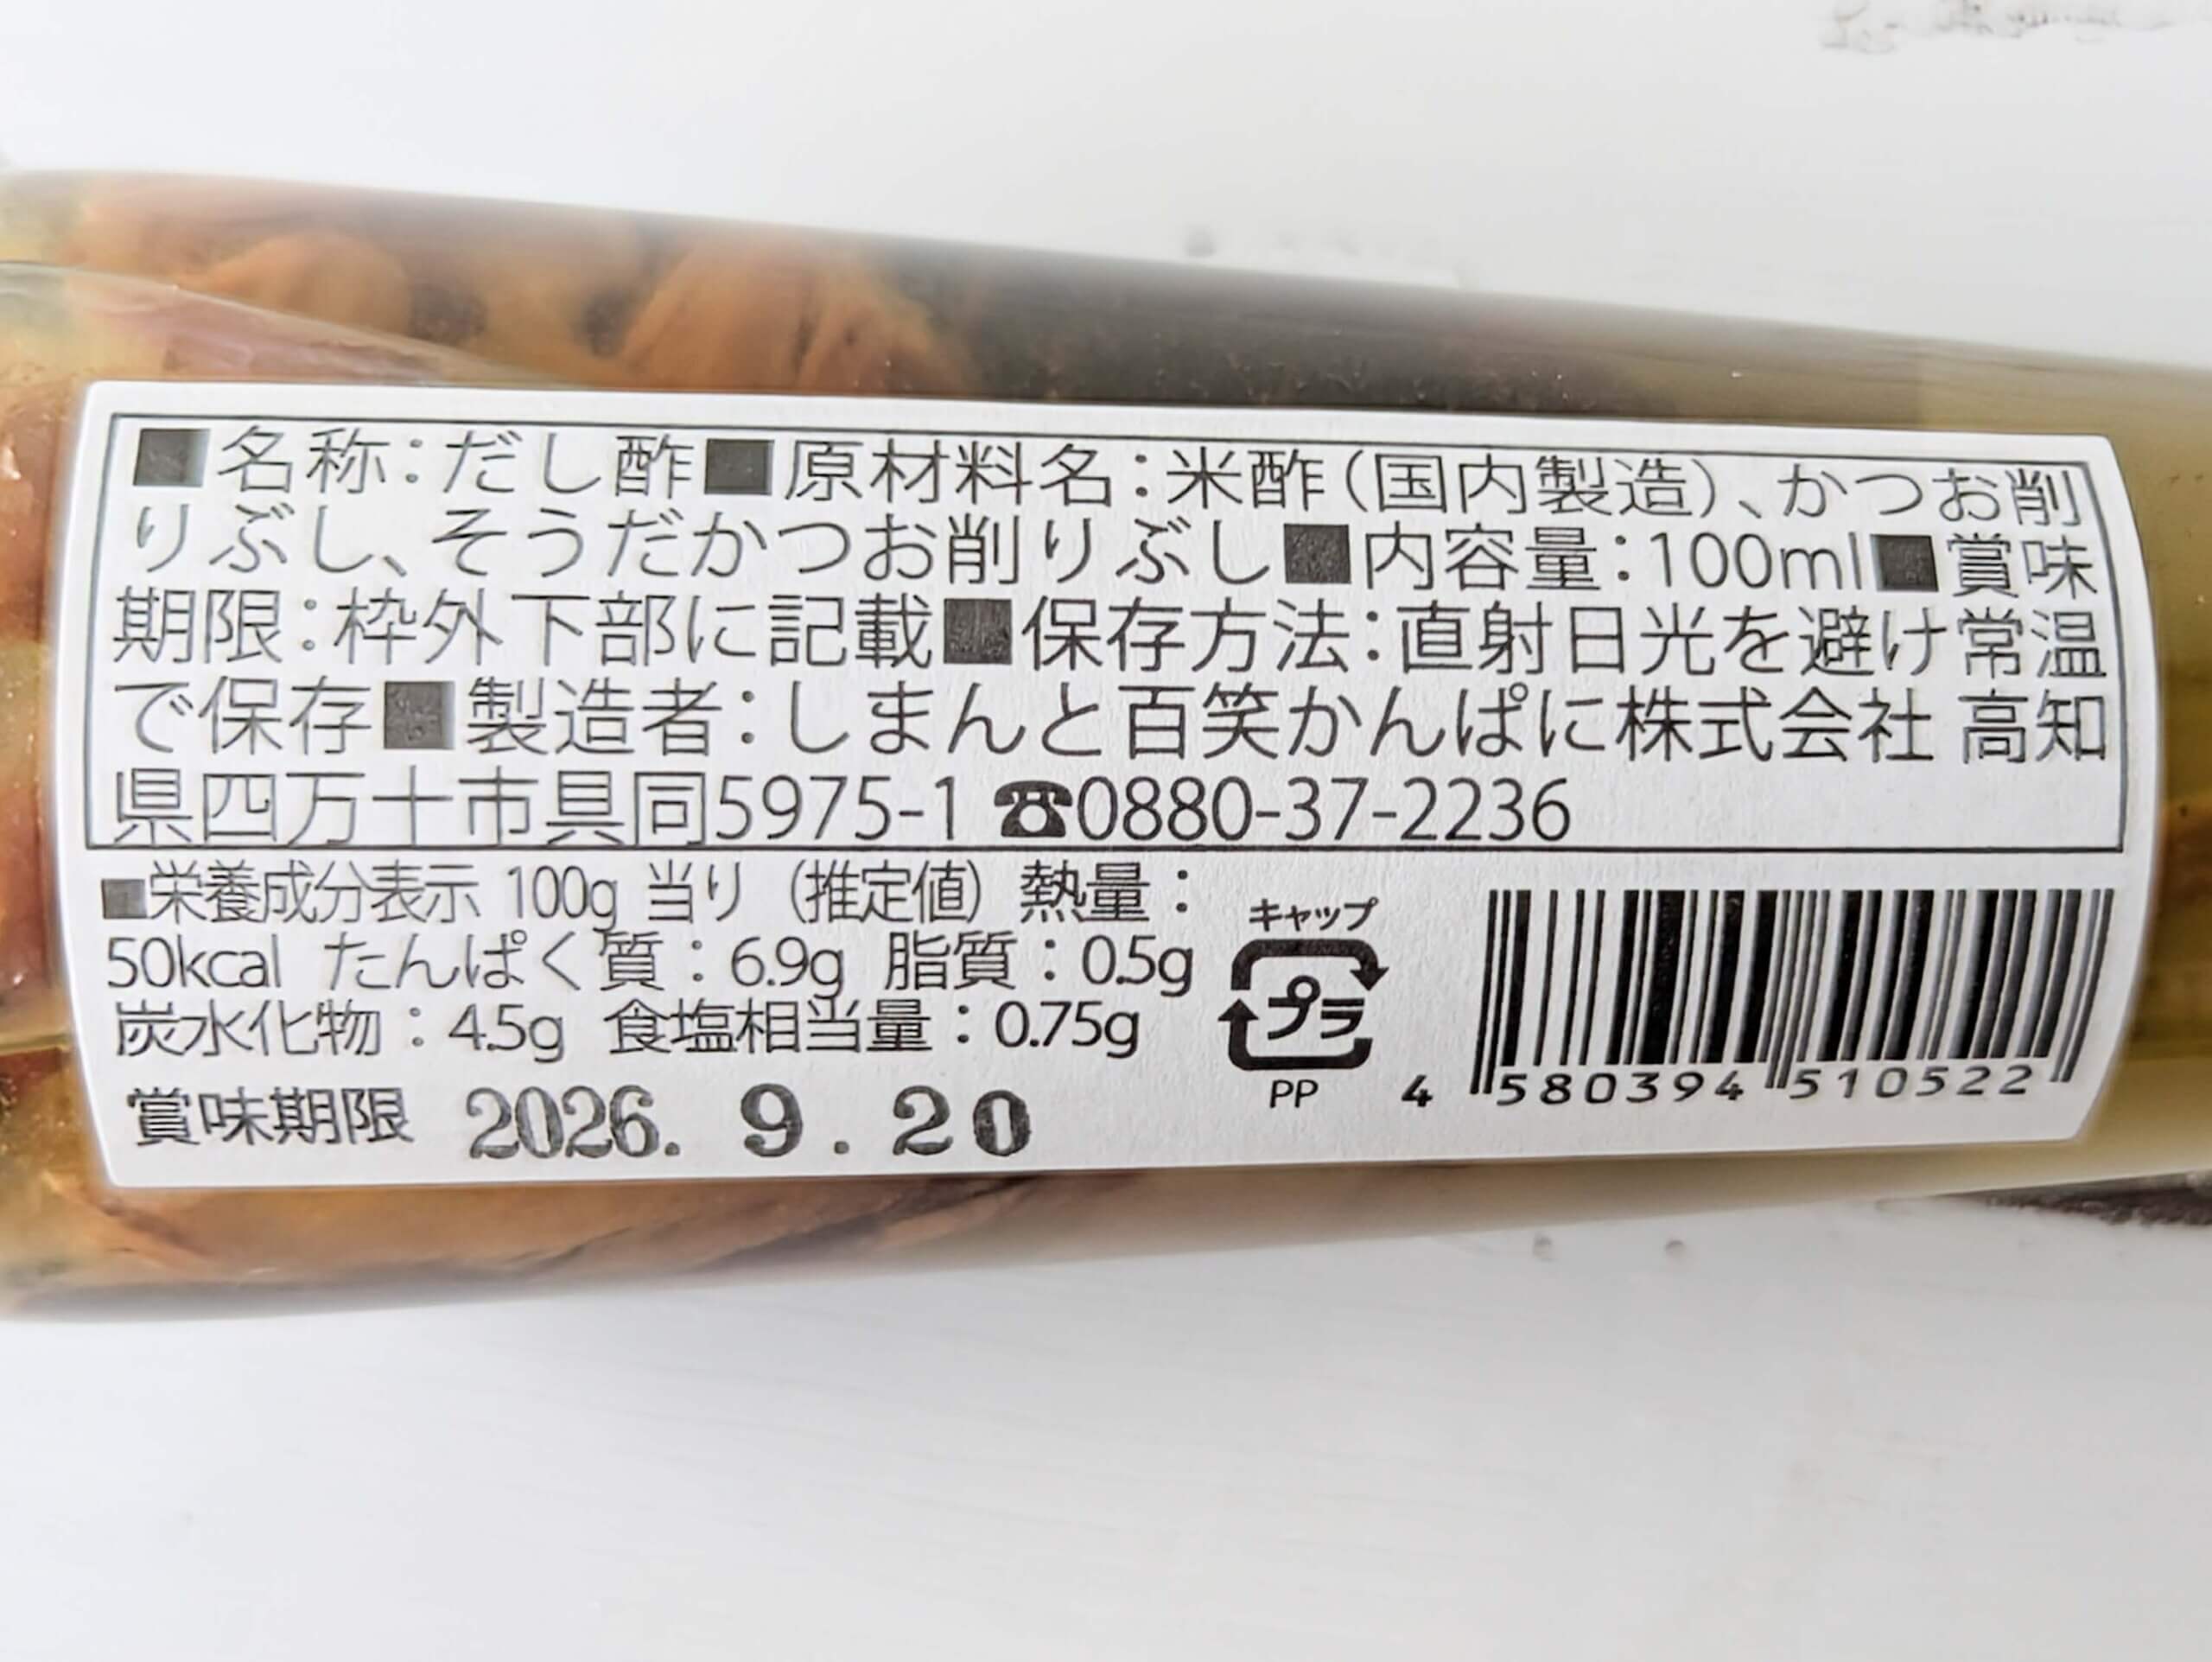 ■名称：だし酢■原材料名：米酢（国内製造）、かつお削
りぶし、そうだかつお削りぶし■内容量：100ml■賞味
期限：枠外下部に記載■保存方法：直射日光を避け常温
で保存■製造者：しまんと百笑かんぱに株式会社 高知
県四万十市具同5975-1 ☎0880-37-2236
■栄養成分表示 100g 当り（推定値）熱量：
50kcal たんぱく質：6.9g 脂質：0.5g
炭水化物：4.5g 食塩相当量：0.75g
賞味期限 2026. 9 . 20
キャップ
プラ
PP
4 580394 510522